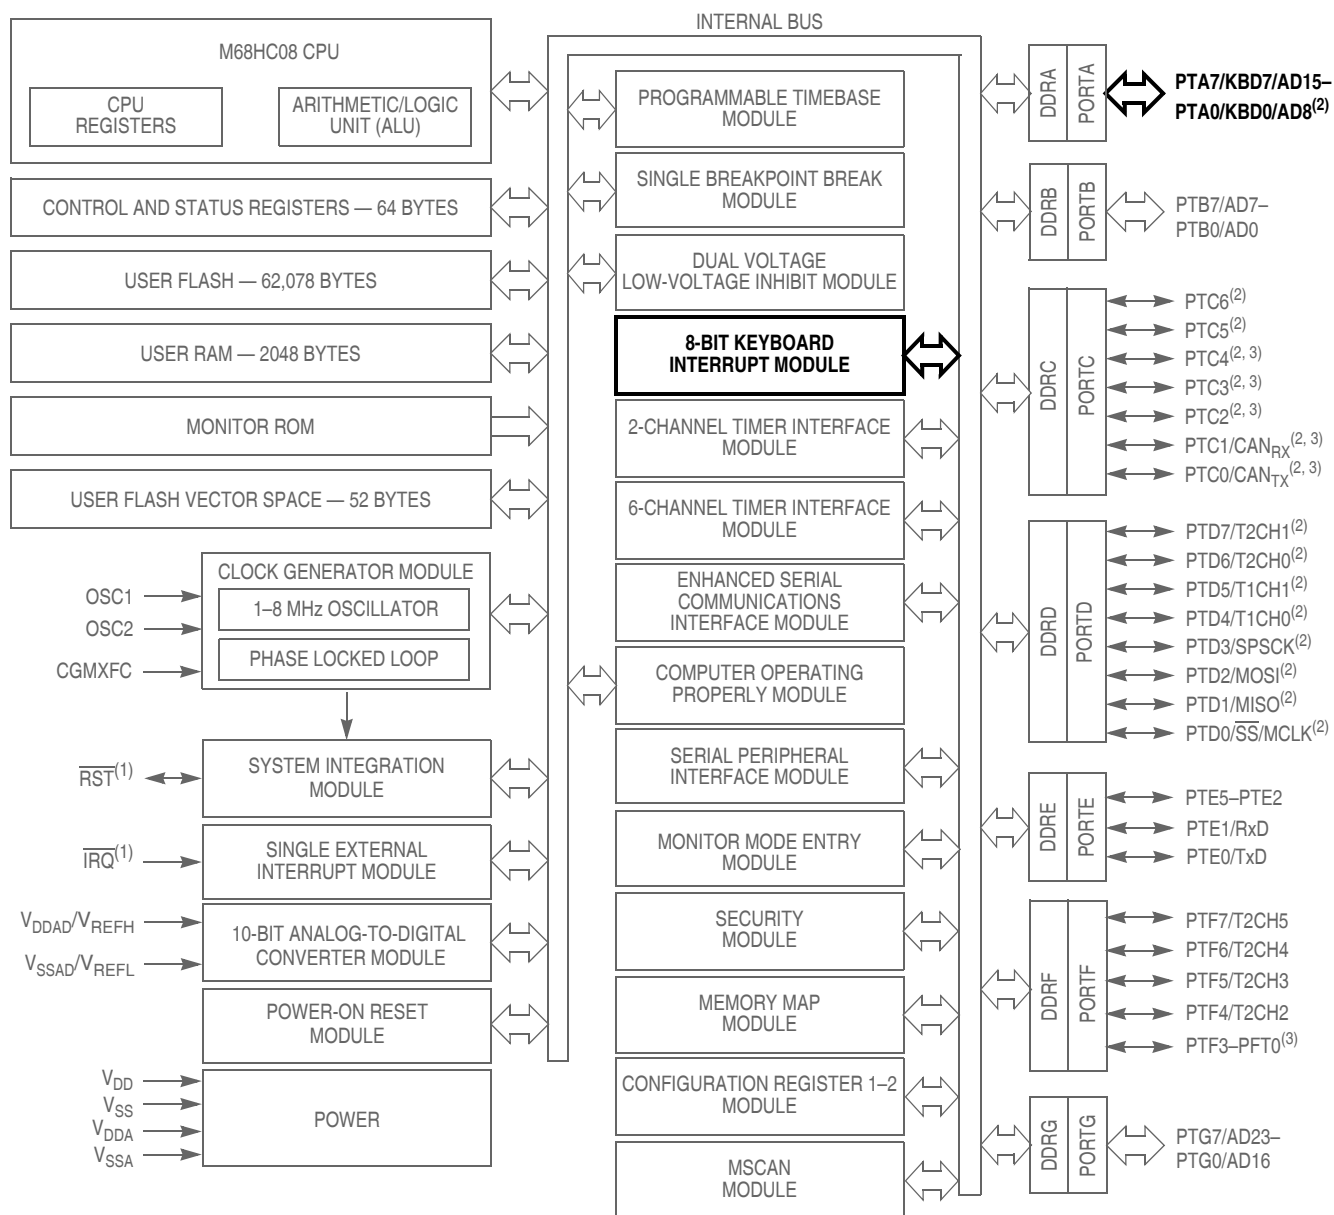 INTERNAL BUS
M68HC08 CPU
CPU
REGISTERS
ARITHMETIC/LOGIC
UNIT (ALU)
CONTROL AND STATUS REGISTERS — 64 BYTES
USER FLASH — 62,078 BYTES
USER RAM — 2048 BYTES
MONITOR ROM
USER FLASH VECTOR SPACE — 52 BYTES
OSC1
OSC2
CGMXFC
CLOCK GENERATOR MODULE
1–8 MHz OSCILLATOR
PHASE LOCKED LOOP
RST(1)
SYSTEM INTEGRATION
MODULE
IRQ(1)
SINGLE EXTERNAL
INTERRUPT MODULE
VDDAD/VREFH
VSSAD/VREFL
10-BIT ANALOG-TO-DIGITAL
CONVERTER MODULE
POWER-ON RESET
MODULE
VDD
VSS
VDDA
VSSA
POWER
PROGRAMMABLE TIMEBASE
MODULE
SINGLE BREAKPOINT BREAK
MODULE
DUAL VOLTAGE
LOW-VOLTAGE INHIBIT MODULE
8-BIT KEYBOARD
INTERRUPT MODULE
2-CHANNEL TIMER INTERFACE
MODULE
6-CHANNEL TIMER INTERFACE
MODULE
ENHANCED SERIAL
COMMUNICATIONS
INTERFACE MODULE
COMPUTER OPERATING
PROPERLY MODULE
SERIAL PERIPHERAL
INTERFACE MODULE
MONITOR MODE ENTRY
MODULE
SECURITY
MODULE
MEMORY MAP
MODULE
CONFIGURATION REGISTER 1–2
MODULE
MSCAN
MODULE
DDRA
PORTA
PTA7/KBD7/AD15–
PTA0/KBD0/AD8(2)
DDRB
PORTB
PTB7/AD7–
PTB0/AD0
DDRC
PORTC
PTC6(2)
PTC5(2)
PTC4(2, 3)
PTC3(2, 3)
PTC2(2, 3)
PTC1/CANRX(2, 3)
PTC0/CANTX(2, 3)
DDRD
PORTD
PTD7/T2CH1(2)
PTD6/T2CH0(2)
PTD5/T1CH1(2)
PTD4/T1CH0(2)
PTD3/SPSCK(2)
PTD2/MOSI(2)
PTD1/MISO(2)
PTD0/SS/MCLK(2)
DDRE
PORTE
PTE5–PTE2
PTE1/RxD
PTE0/TxD
DDRF
PORTF
PTF7/T2CH5
PTF6/T2CH4
PTF5/T2CH3
PTF4/T2CH2
PTF3–PFT0(3)
DDRG
PORTG
PTG7/AD23–
PTG0/AD16